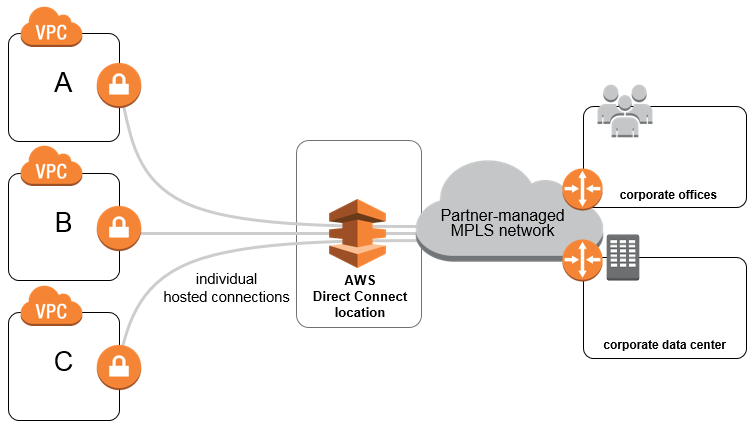 VPC
A
VPC
B
VPC
C
individual
hosted connections
AWS
Direct Connect
location
Partner-managed
MPLS network
corporate offices
corporate data center